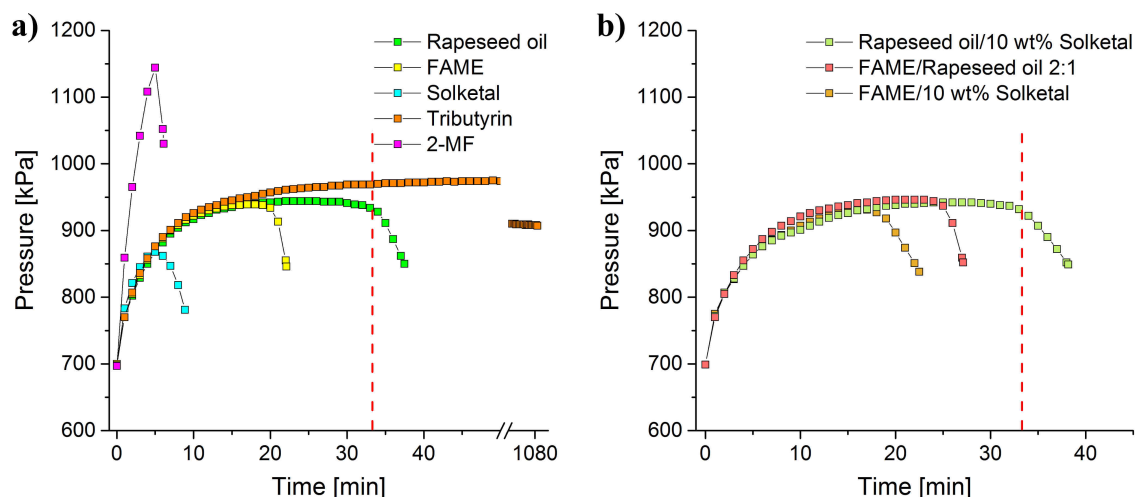 a)
Pressure [kPa]
1200
1100
1000
900
800
700
600
Rapeseed oil
FAME
Solketal
Tributyrin
2-MF
0
10
20
30
40
1080
Time [min]
b)
Pressure [kPa]
1200
1100
1000
900
800
700
600
Rapeseed oil/10 wt% Solketal
FAME/Rapeseed oil 2:1
FAME/10 wt% Solketal
0
10
20
30
40
Time [min]